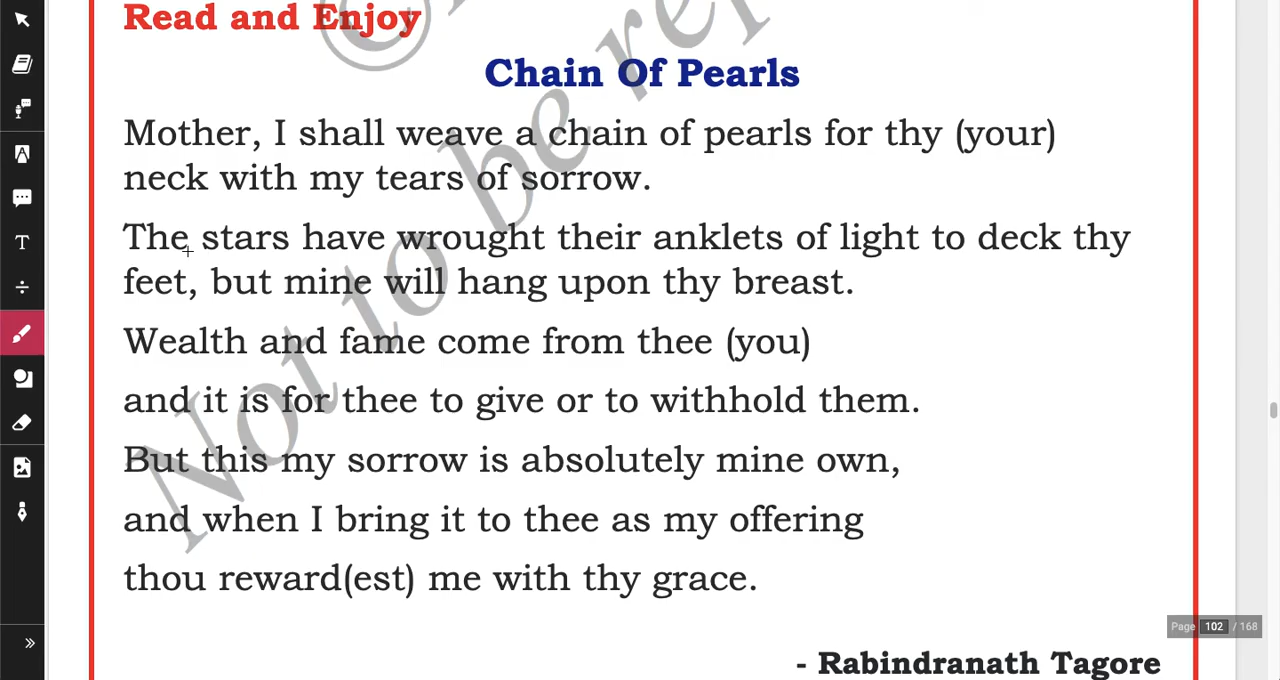 Read and Enjoy
Chain Of Pearls
Mother, I shall weave a chain of pearls for thy (your)
neck with my tears of sorrow.
The stars have wrought their anklets of light to deck thy
feet, but mine will hang upon thy breast.
Wealth and fame come from thee (you)
and it is for thee to give or to withhold them.
But this my sorrow is absolutely mine own,
and when I bring it to thee as my offering
thou reward(est) me with thy grace.
- Rabindranath Tagore
Page 102 / 168
Not to be rep